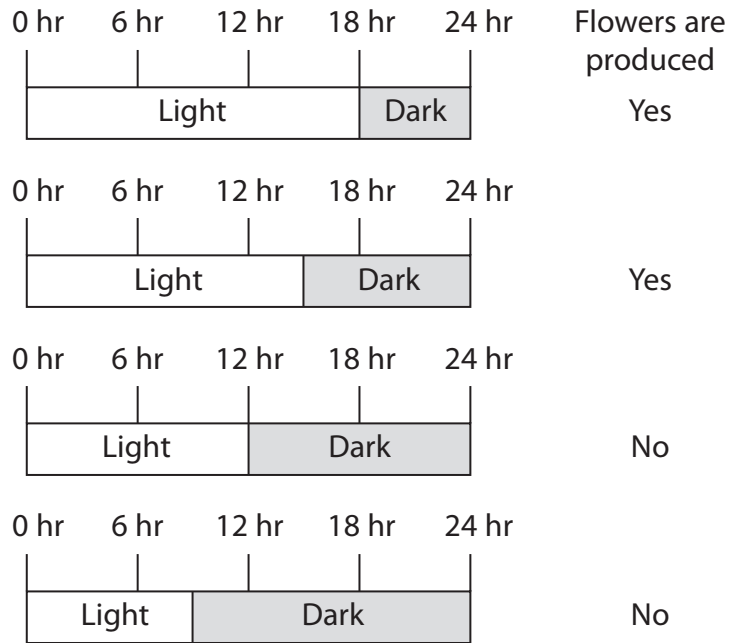 0 hr 6 hr 12 hr 18 hr 24 hr Flowers are
produced
Light Dark Yes
0 hr 6 hr 12 hr 18 hr 24 hr
Light Dark Yes
0 hr 6 hr 12 hr 18 hr 24 hr
Light Dark No
0 hr 6 hr 12 hr 18 hr 24 hr
Light Dark No